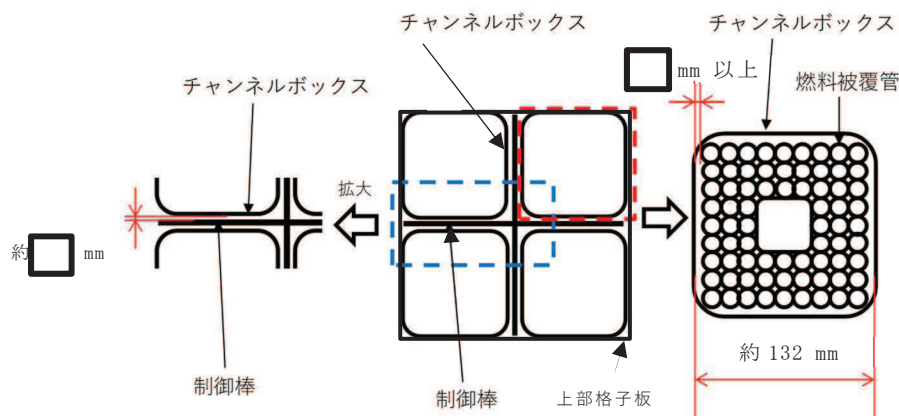 チャンネルボックス
チャンネルボックス
mm 以上
燃料被覆管
チャンネルボックス
拡大
約 mm
約 132 mm
制御棒
制御棒
上部格子板